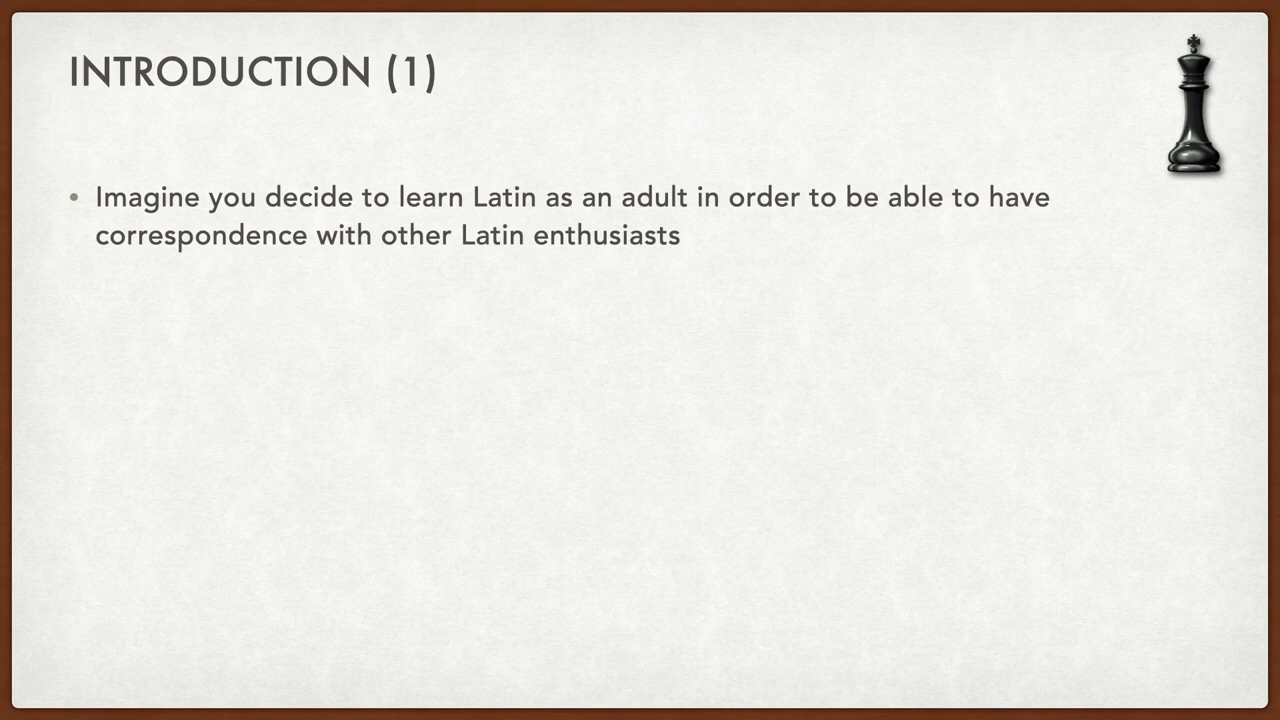 INTRODUCTION (1)
• Imagine you decide to learn Latin as an adult in order to be able to have
correspondence with other Latin enthusiasts